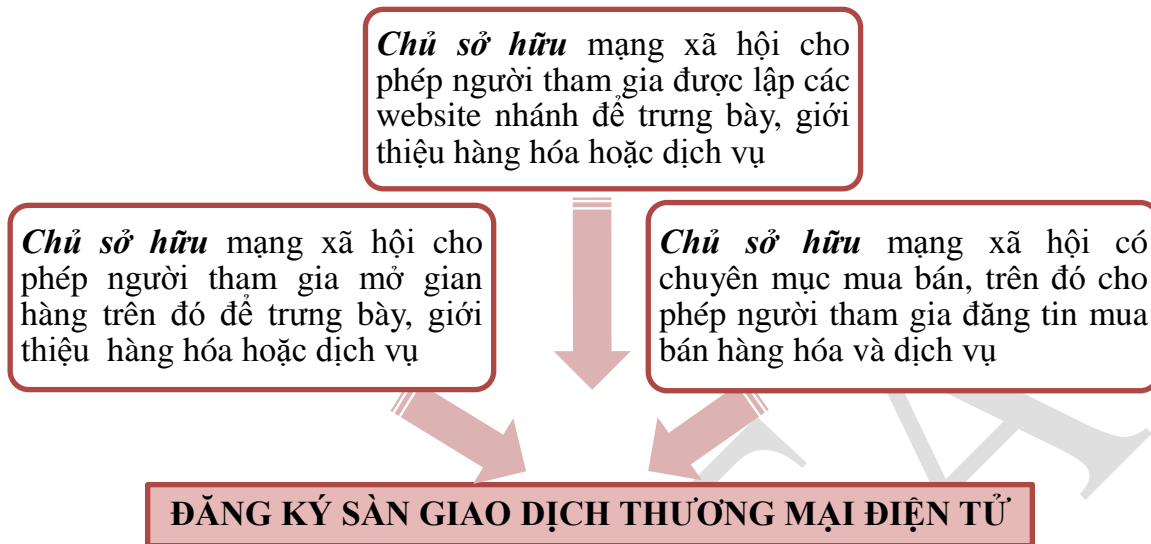 Chủ sở hữu mạng xã hội cho
phép người tham gia được lập các
website nhánh để trưng bày, giới
thiệu hàng hóa hoặc dịch vụ
Chủ sở hữu mạng xã hội cho
phép người tham gia mở gian
hàng trên đó để trưng bày, giới
thiệu hàng hóa hoặc dịch vụ
Chủ sở hữu mạng xã hội có
chuyên mục mua bán, trên đó cho
phép người tham gia đăng tin mua
bán hàng hóa và dịch vụ
ĐĂNG KÝ SÀN GIAO DỊCH THƯƠNG MẠI ĐIỆN TỬ